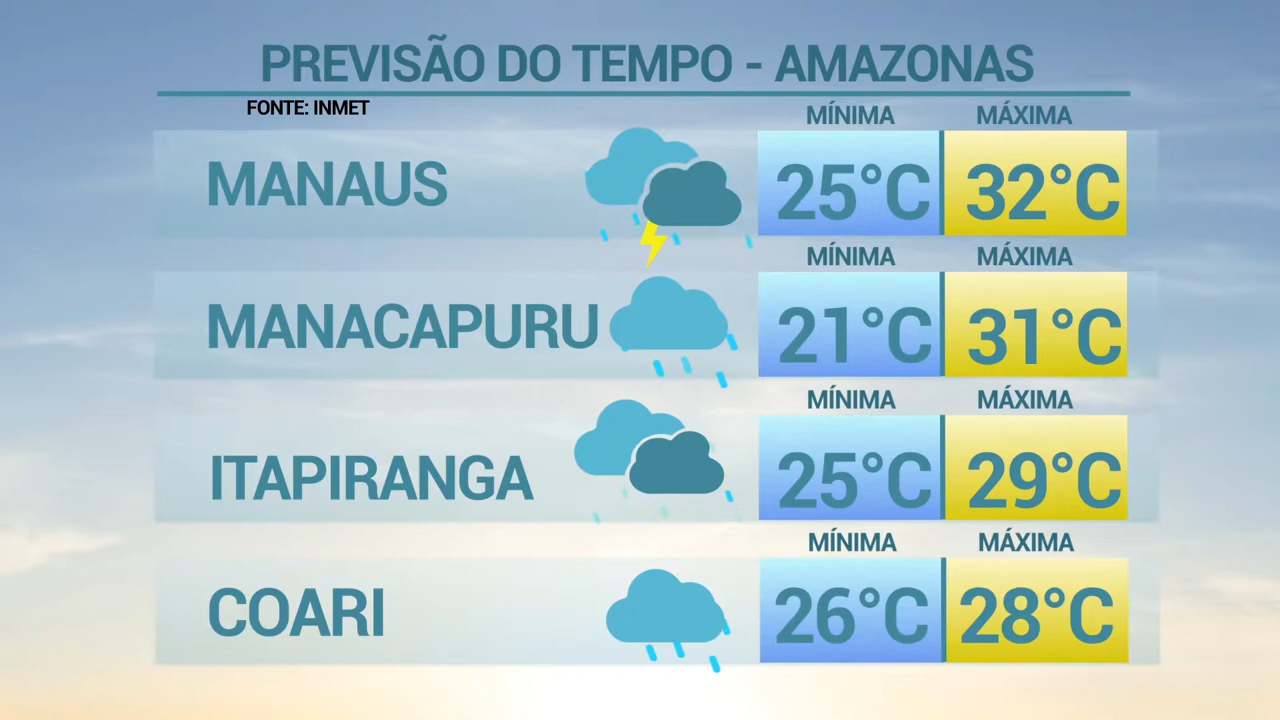 PREVISÃO DO TEMPO - AMAZONAS
FONTE: INMET
MÍNIMA MÁXIMA
MANAUS 25°C 32°C
MÍNIMA MÁXIMA
MANACAPURU 21°C 31°C
MÍNIMA MÁXIMA
ITAPIRANGA 25°C 29°C
MÍNIMA MÁXIMA
COARI 26°C 28°C